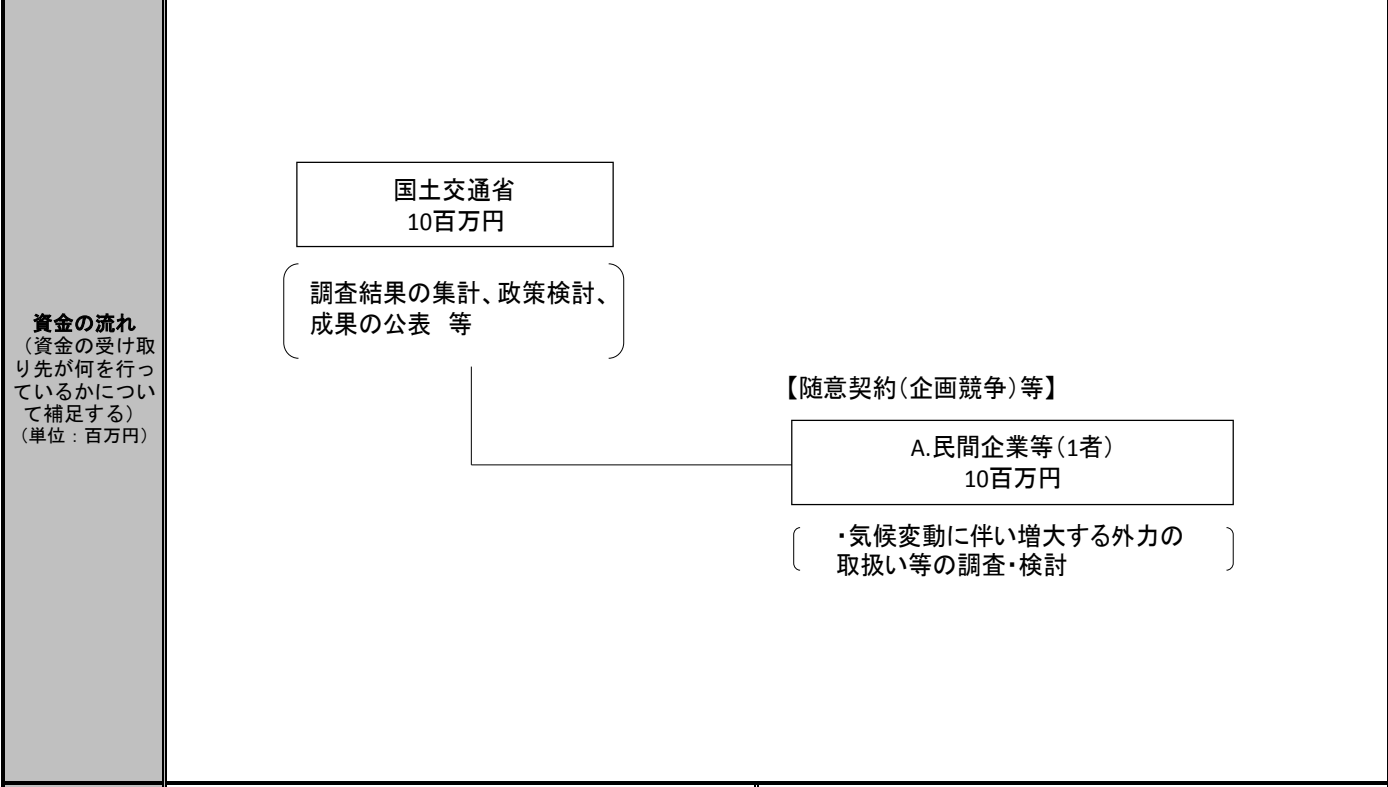 資金の流れ
（資金の受け取
り先が何を行っ
ているかについ
て補足する）
（単位：百万円）
国土交通省
10百万円
調査結果の集計、政策検討、
成果の公表　等
【随意契約（企画競争）等】
A.民間企業等（1者）
10百万円
・気候変動に伴い増大する外力の
取扱い等の調査・検討